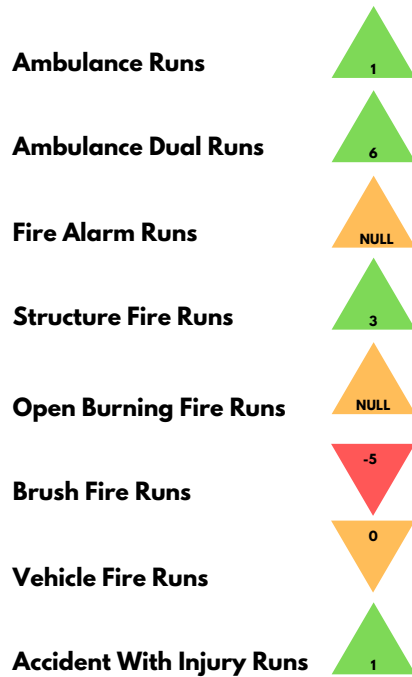 Ambulance Runs
1
Ambulance Dual Runs
6
Fire Alarm Runs
NULL
Structure Fire Runs
3
Open Burning Fire Runs
NULL
Brush Fire Runs
-5
Vehicle Fire Runs
0
Accident With Injury Runs
1